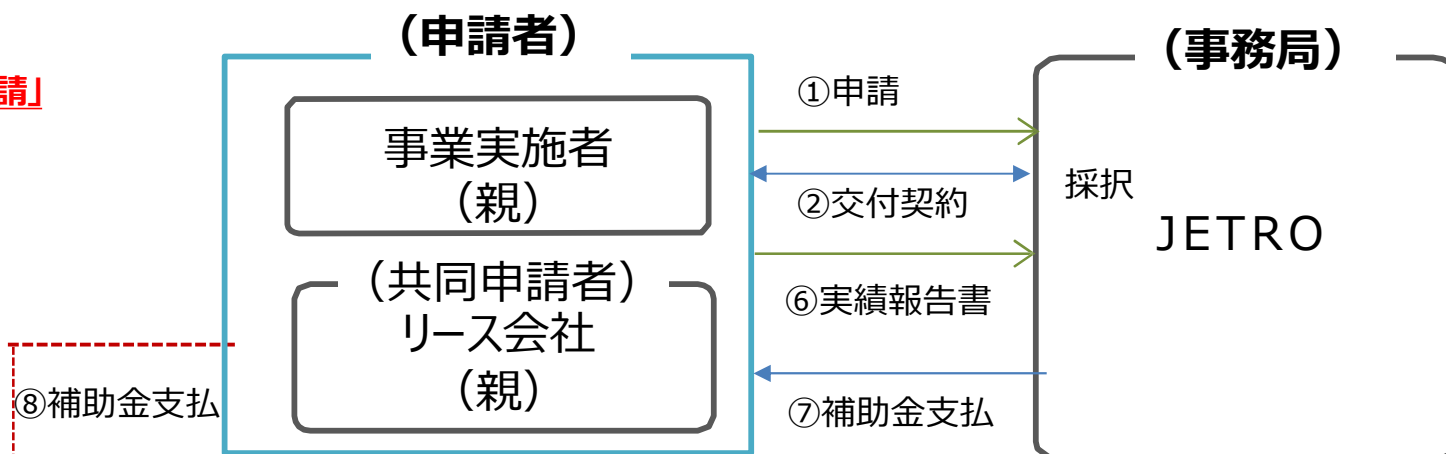 請」
（申請者）
事業実施者
（親）
（共同申請者）
リース会社
（親）
⑧補助金支払
①申請
②交付契約
⑥実績報告書
⑦補助金支払
（事務局）
採択
JETRO